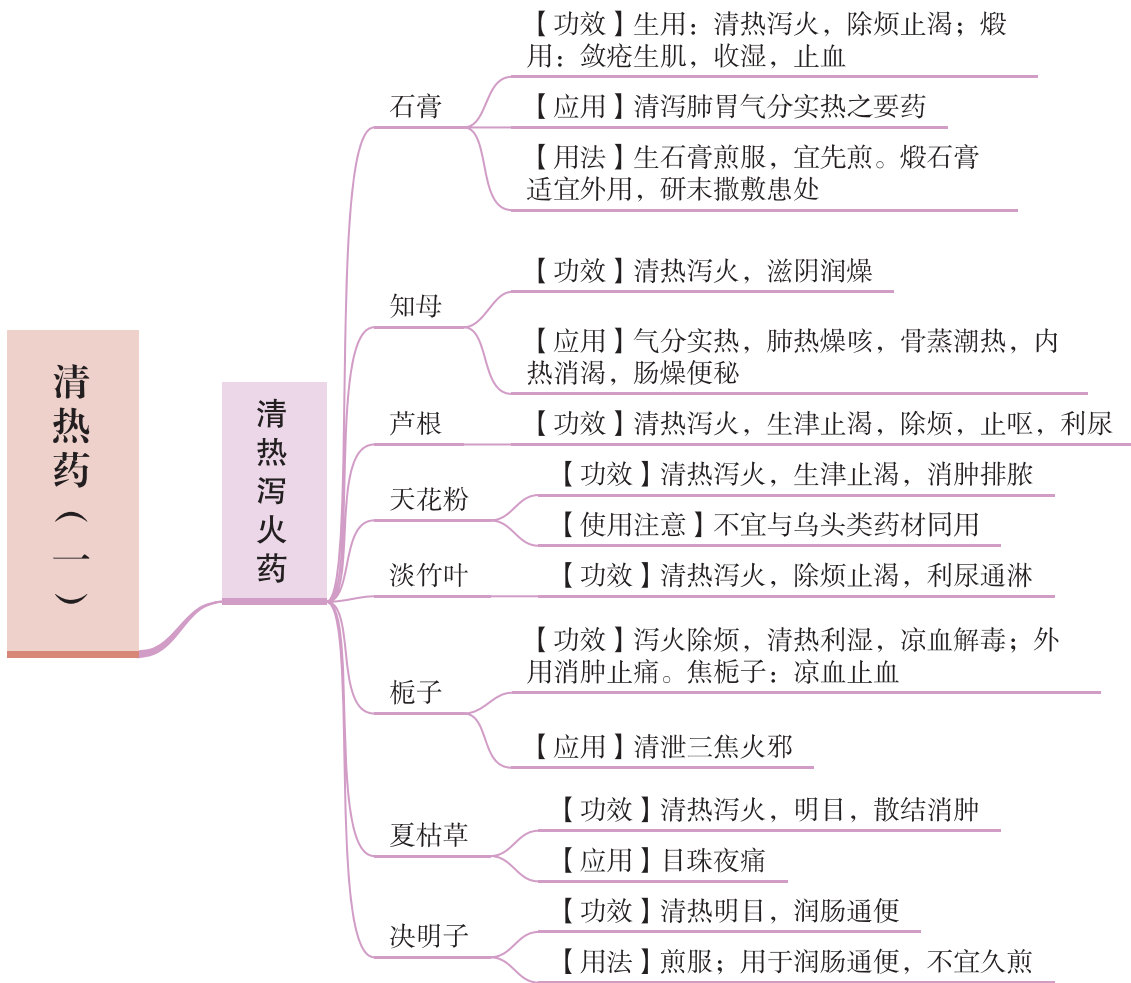 清热药（一）
清热泻火药
石膏
【功效】生用：清热泻火，除烦止渴；煅
用：敛疮生肌，收湿，止血
【应用】清泻肺胃气分实热之要药
【用法】生石膏煎服，宜先煎。煅石膏
适宜外用，研末撒敷患处
知母
【功效】清热泻火，滋阴润燥
【应用】气分实热，肺热燥咳，骨蒸潮热，内
热消渴，肠燥便秘
芦根
【功效】清热泻火，生津止渴，除烦，止呕，利尿
天花粉
【功效】清热泻火，生津止渴，消肿排脓
【使用注意】不宜与乌头类药材同用
淡竹叶
【功效】清热泻火，除烦止渴，利尿通淋
栀子
【功效】泻火除烦，清热利湿，凉血解毒；外
用消肿止痛。焦栀子：凉血止血
【应用】清泄三焦火邪
夏枯草
【功效】清热泻火，明目，散结消肿
【应用】目珠夜痛
决明子
【功效】清热明目，润肠通便
【用法】煎服；用于润肠通便，不宜久煎